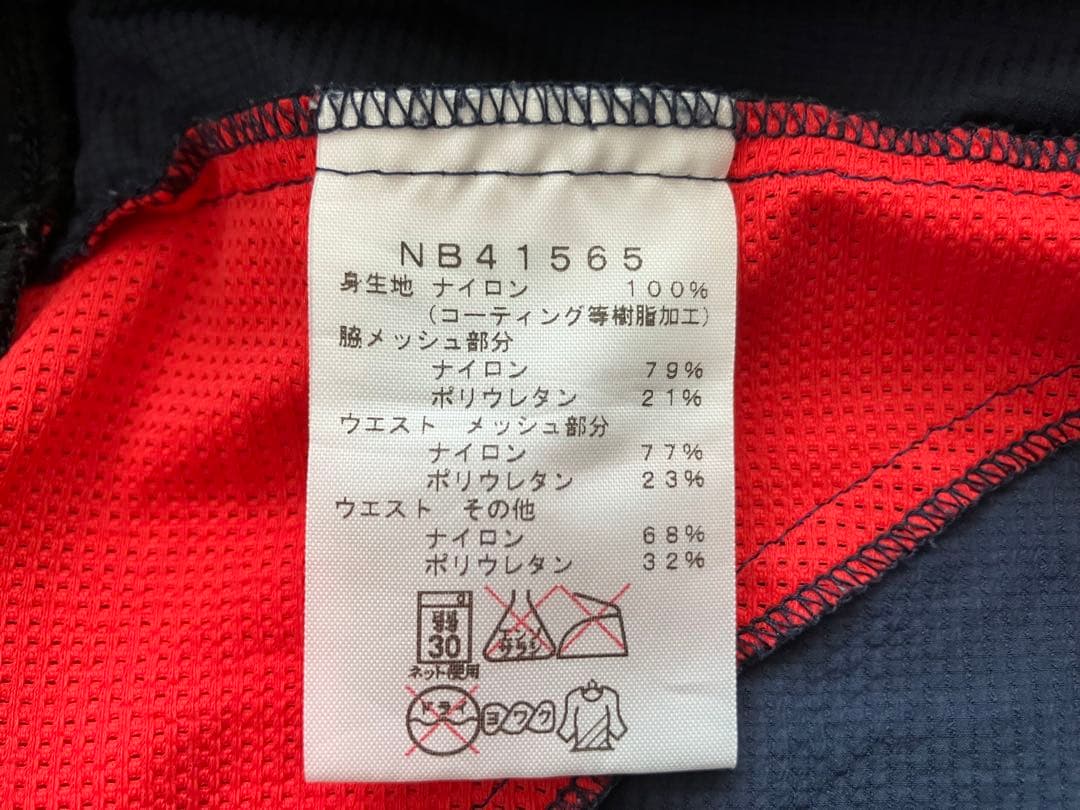 NB41565
身生地 ナイロン 100%
(コーティング等樹脂加工)
脇メッシュ部分
ナイロン 79%
ポリウレタン 21%
ウエスト メッシュ部分
ナイロン 77%
ポリウレタン 23%
ウエスト その他
ナイロン 68%
ポリウレタン 32%
30
エンソ
サラシ
ネット使用
ドライ
ヨワク